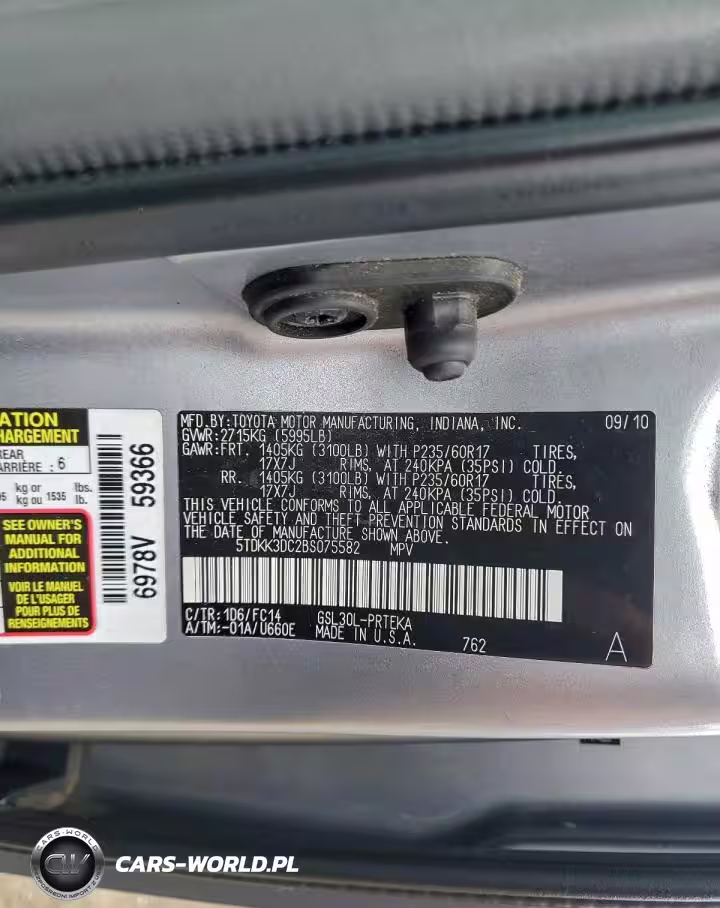 ATION
HARGEMENT
REAR
ARRIÈRE : 6
kg or 1535 lbs.
kg ou lb.
SEE OWNER'S
MANUAL FOR
ADDITIONAL
INFORMATION
VOIR LE MANUEL
DE L'USAGER
POUR PLUS DE
RENSEIGNEMENTS
6978V 59366
MFD.BY:TOYOTA MOTOR MANUFACTURING, INDIANA, INC. 09/10
GVWR:2715KG (5995LB)
GAWR:FRT. 1405KG (3100LB) WITH P235/60R17 TIRES,
17X7J RIMS, AT 240KPA (35PSI) COLD.
RR. 1405KG (3100LB) WITH P235/60R17 TIRES,
17X7J RIMS, AT 240KPA (35PSI) COLD.
THIS VEHICLE CONFORMS TO ALL APPLICABLE FEDERAL MOTOR
VEHICLE SAFETY AND THEFT PREVENTION STANDARDS IN EFFECT ON
THE DATE OF MANUFACTURE SHOWN ABOVE.
5TDKK3DC2BS075582 MPV
C/TR:1D6/FC14 GSL30L-PRTEKA
A/TM:-01A/U660E MADE IN U.S.A. 762 A
CARS-WORLD
CW
CARS-WORLD.PL